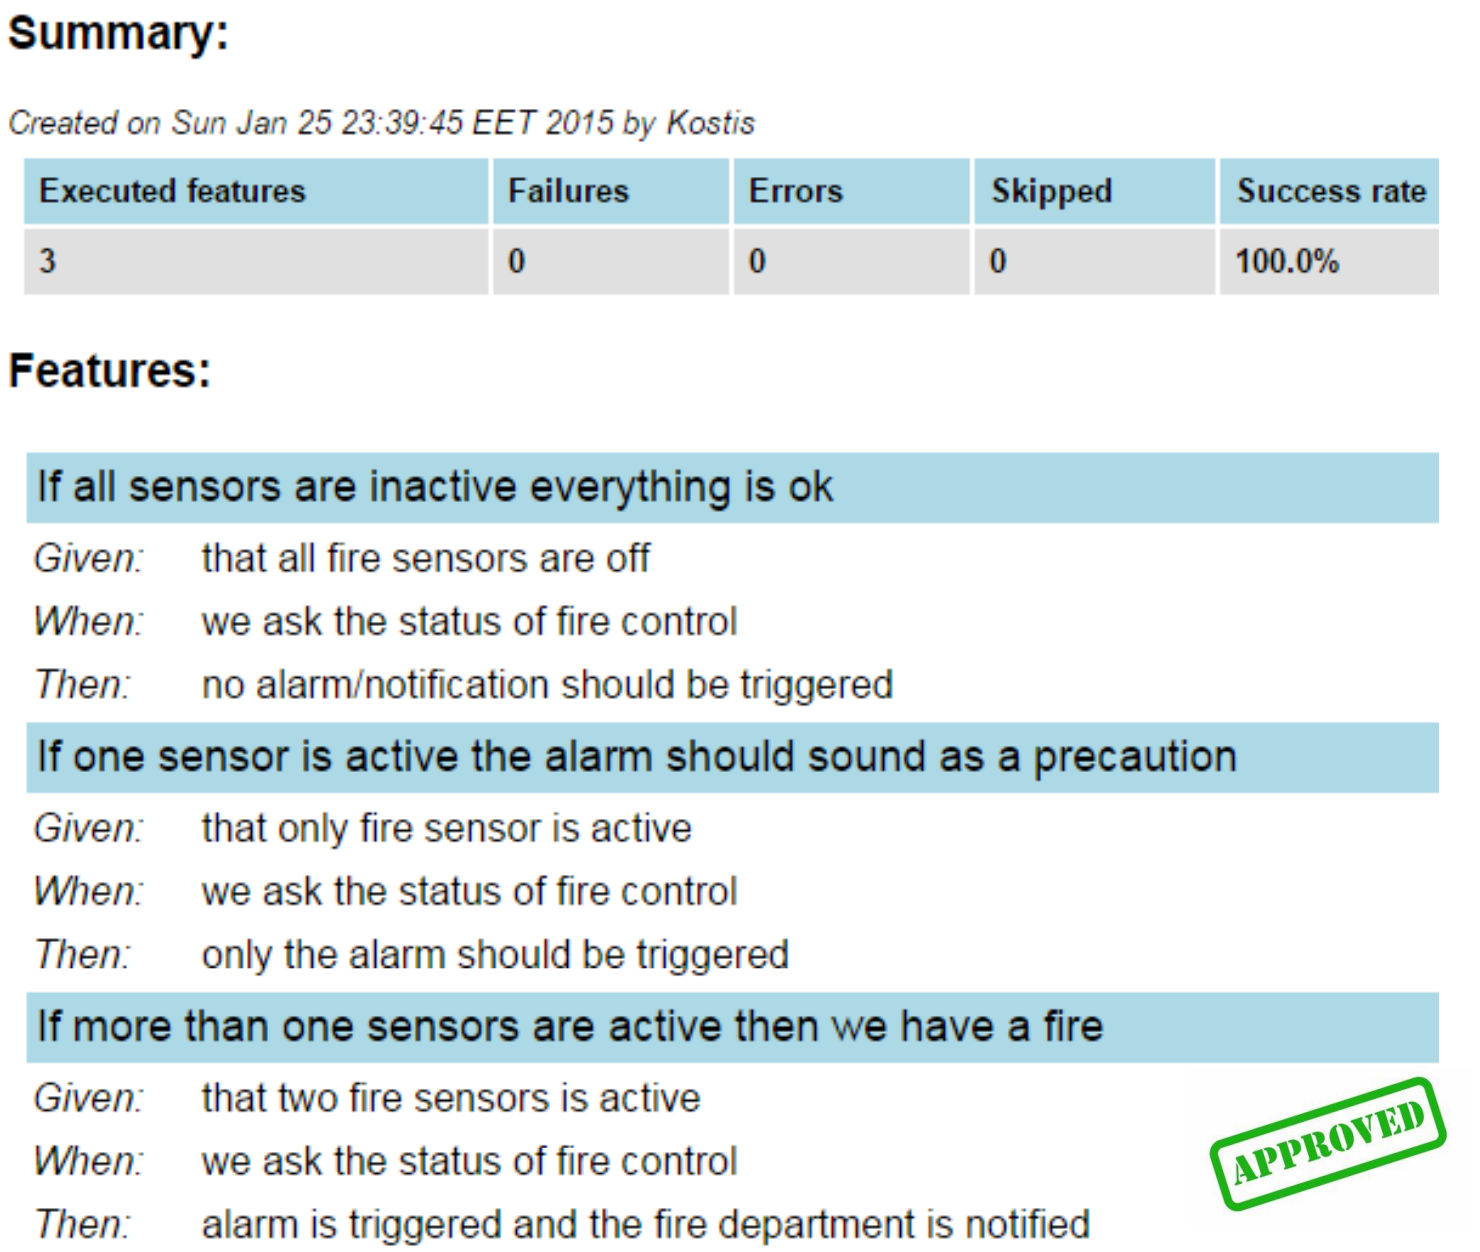 Summary:
Created on Sun Jan 25 23:39:45 EET 2015 by Kostis
Executed features Failures Errors Skipped Success rate
3 0 0 0 100.0%
Features:
If all sensors are inactive everything is ok
Given: that all fire sensors are off
When: we ask the status of fire control
Then: no alarm/notification should be triggered
If one sensor is active the alarm should sound as a precaution
Given: that only fire sensor is active
When: we ask the status of fire control
Then: only the alarm should be triggered
If more than one sensors are active then we have a fire
Given: that two fire sensors is active
When: we ask the status of fire control
Then: alarm is triggered and the fire department is notified
APPROVED